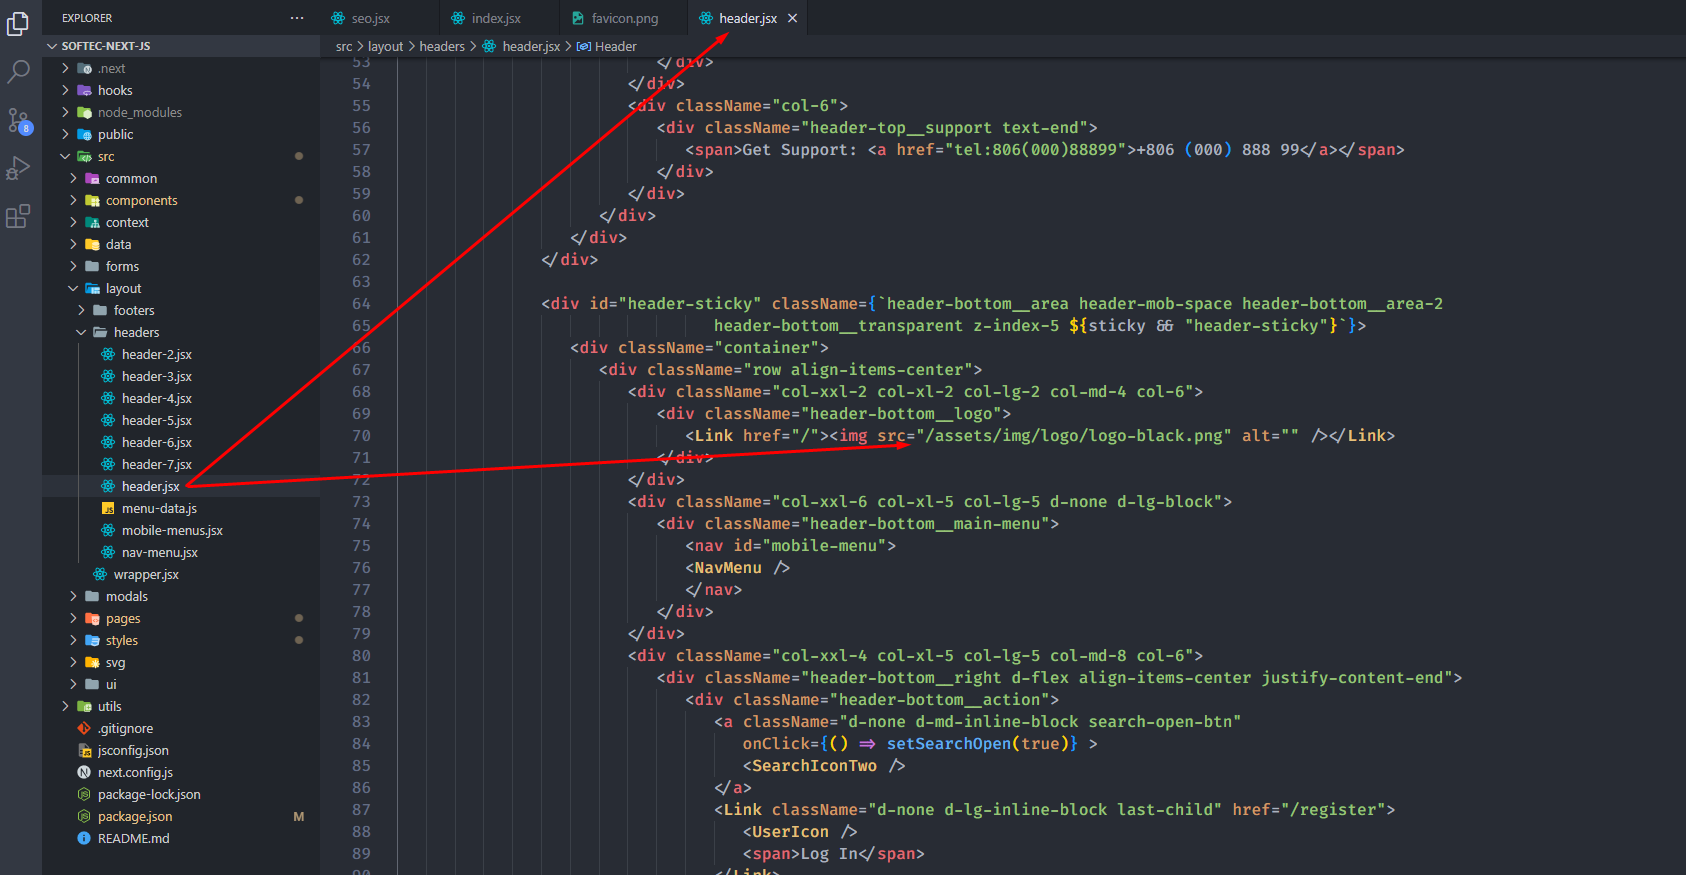 EXPLORER ···
SOFTEC-NEXT-JS
.next
hooks
node_modules
public
src
common
components
context
data
forms
layout
footers
headers
header-2.jsx
header-3.jsx
header-4.jsx
header-5.jsx
header-6.jsx
header-7.jsx
header.jsx
menu-data.js
mobile-menus.jsx
nav-menu.jsx
wrapper.jsx
modals
pages
styles
svg
ui
utils
.gitignore
jsconfig.json
next.config.js
package-lock.json
package.json M
README.md
8
seo.jsx index.jsx favicon.png header.jsx ×
src > layout > headers > header.jsx > Header
53 </div>
54 </div>
55 <div className="col-6">
56 <div className="header-top__support text-end">
57 <span>Get Support: <a href="tel:806(000)88899">+806 (000) 888 99</a></span>
58 </div>
59 </div>
60 </div>
61 </div>
62 </div>
63
64 <div id="header-sticky" className={`header-bottom__area header-mob-space header-bottom__area-2
65 header-bottom__transparent z-index-5 ${sticky && "header-sticky"}`}>
66 <div className="container">
67 <div className="row align-items-center">
68 <div className="col-xxl-2 col-xl-2 col-lg-2 col-md-4 col-6">
69 <div className="header-bottom__logo">
70 <Link href="/"><img src="/assets/img/logo/logo-black.png" alt="" /></Link>
71 </div>
72 </div>
73 <div className="col-xxl-6 col-xl-5 col-lg-5 d-none d-lg-block">
74 <div className="header-bottom__main-menu">
75 <nav id="mobile-menu">
76 <NavMenu />
77 </nav>
78 </div>
79 </div>
80 <div className="col-xxl-4 col-xl-5 col-lg-5 col-md-8 col-6">
81 <div className="header-bottom__right d-flex align-items-center justify-content-end">
82 <div className="header-bottom__action">
83 <a className="d-none d-md-inline-block search-open-btn"
84 onClick={() => setSearchOpen(true)} >
85 <SearchIconTwo />
86 </a>
87 <Link className="d-none d-lg-inline-block last-child" href="/register">
88 <UserIcon />
89 <span>Log In</span>
90 </Link>